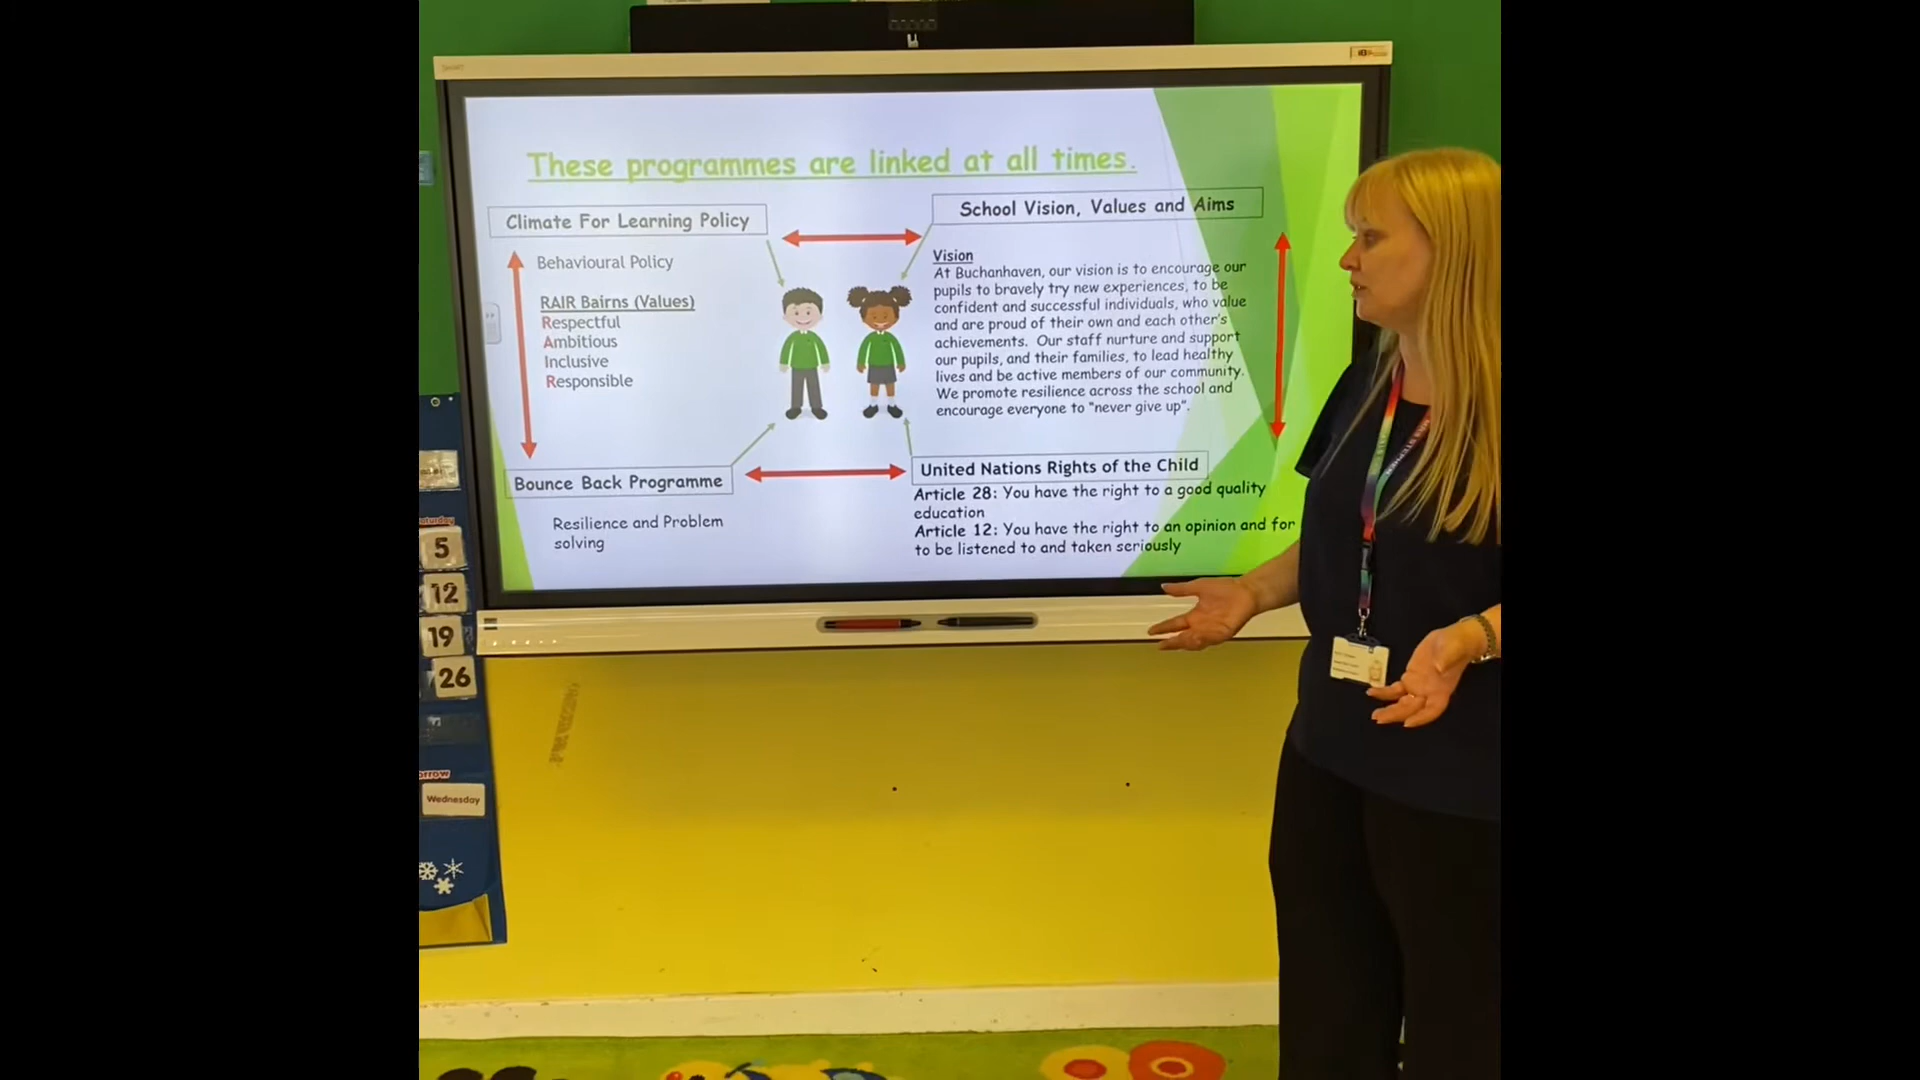 These programmes are linked at all times.
Climate For Learning Policy
Behavioural Policy
RAIR Bairns (Values)
Respectful
Ambitious
Inclusive
Responsible
Bounce Back Programme
Resilience and Problem
solving
School Vision, Values and Aims
Vision
At Buchanhaven, our vision is to encourage our
pupils to bravely try new experiences, to be
confident and successful individuals, who value
and are proud of their own and each other's
achievements. Our staff nurture and support
our pupils, and their families, to lead healthy
lives and be active members of our community.
We promote resilience across the school and
encourage everyone to "never give up".
United Nations Rights of the Child
Article 28: You have the right to a good quality
education
Article 12: You have the right to an opinion and for
to be listened to and taken seriously
5
12
19
26
Wednesday